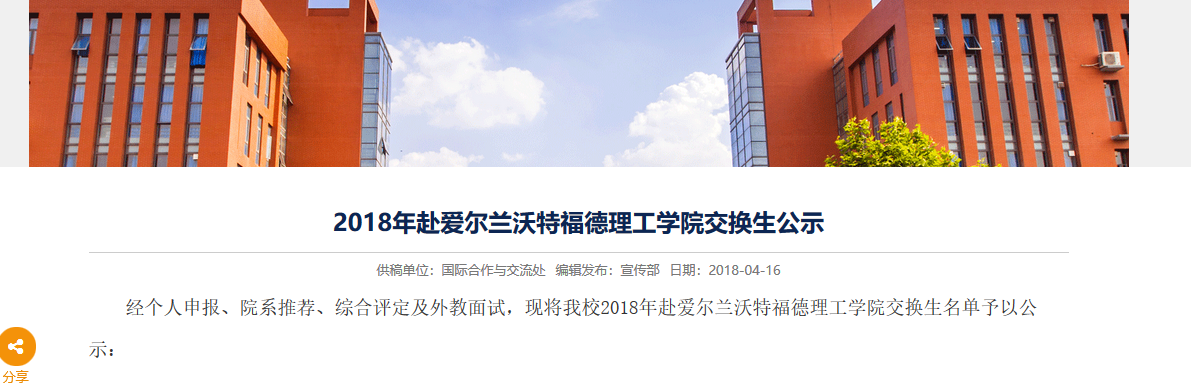 2018年赴爱尔兰沃特福德理工学院交换生公示
供稿单位：国际合作与交流处 编辑发布：宣传部 日期：2018-04-16
经个人申报、院系推荐、综合评定及外教面试，现将我校2018年赴爱尔兰沃特福德理工学院交换生名单予以公
示：
分享